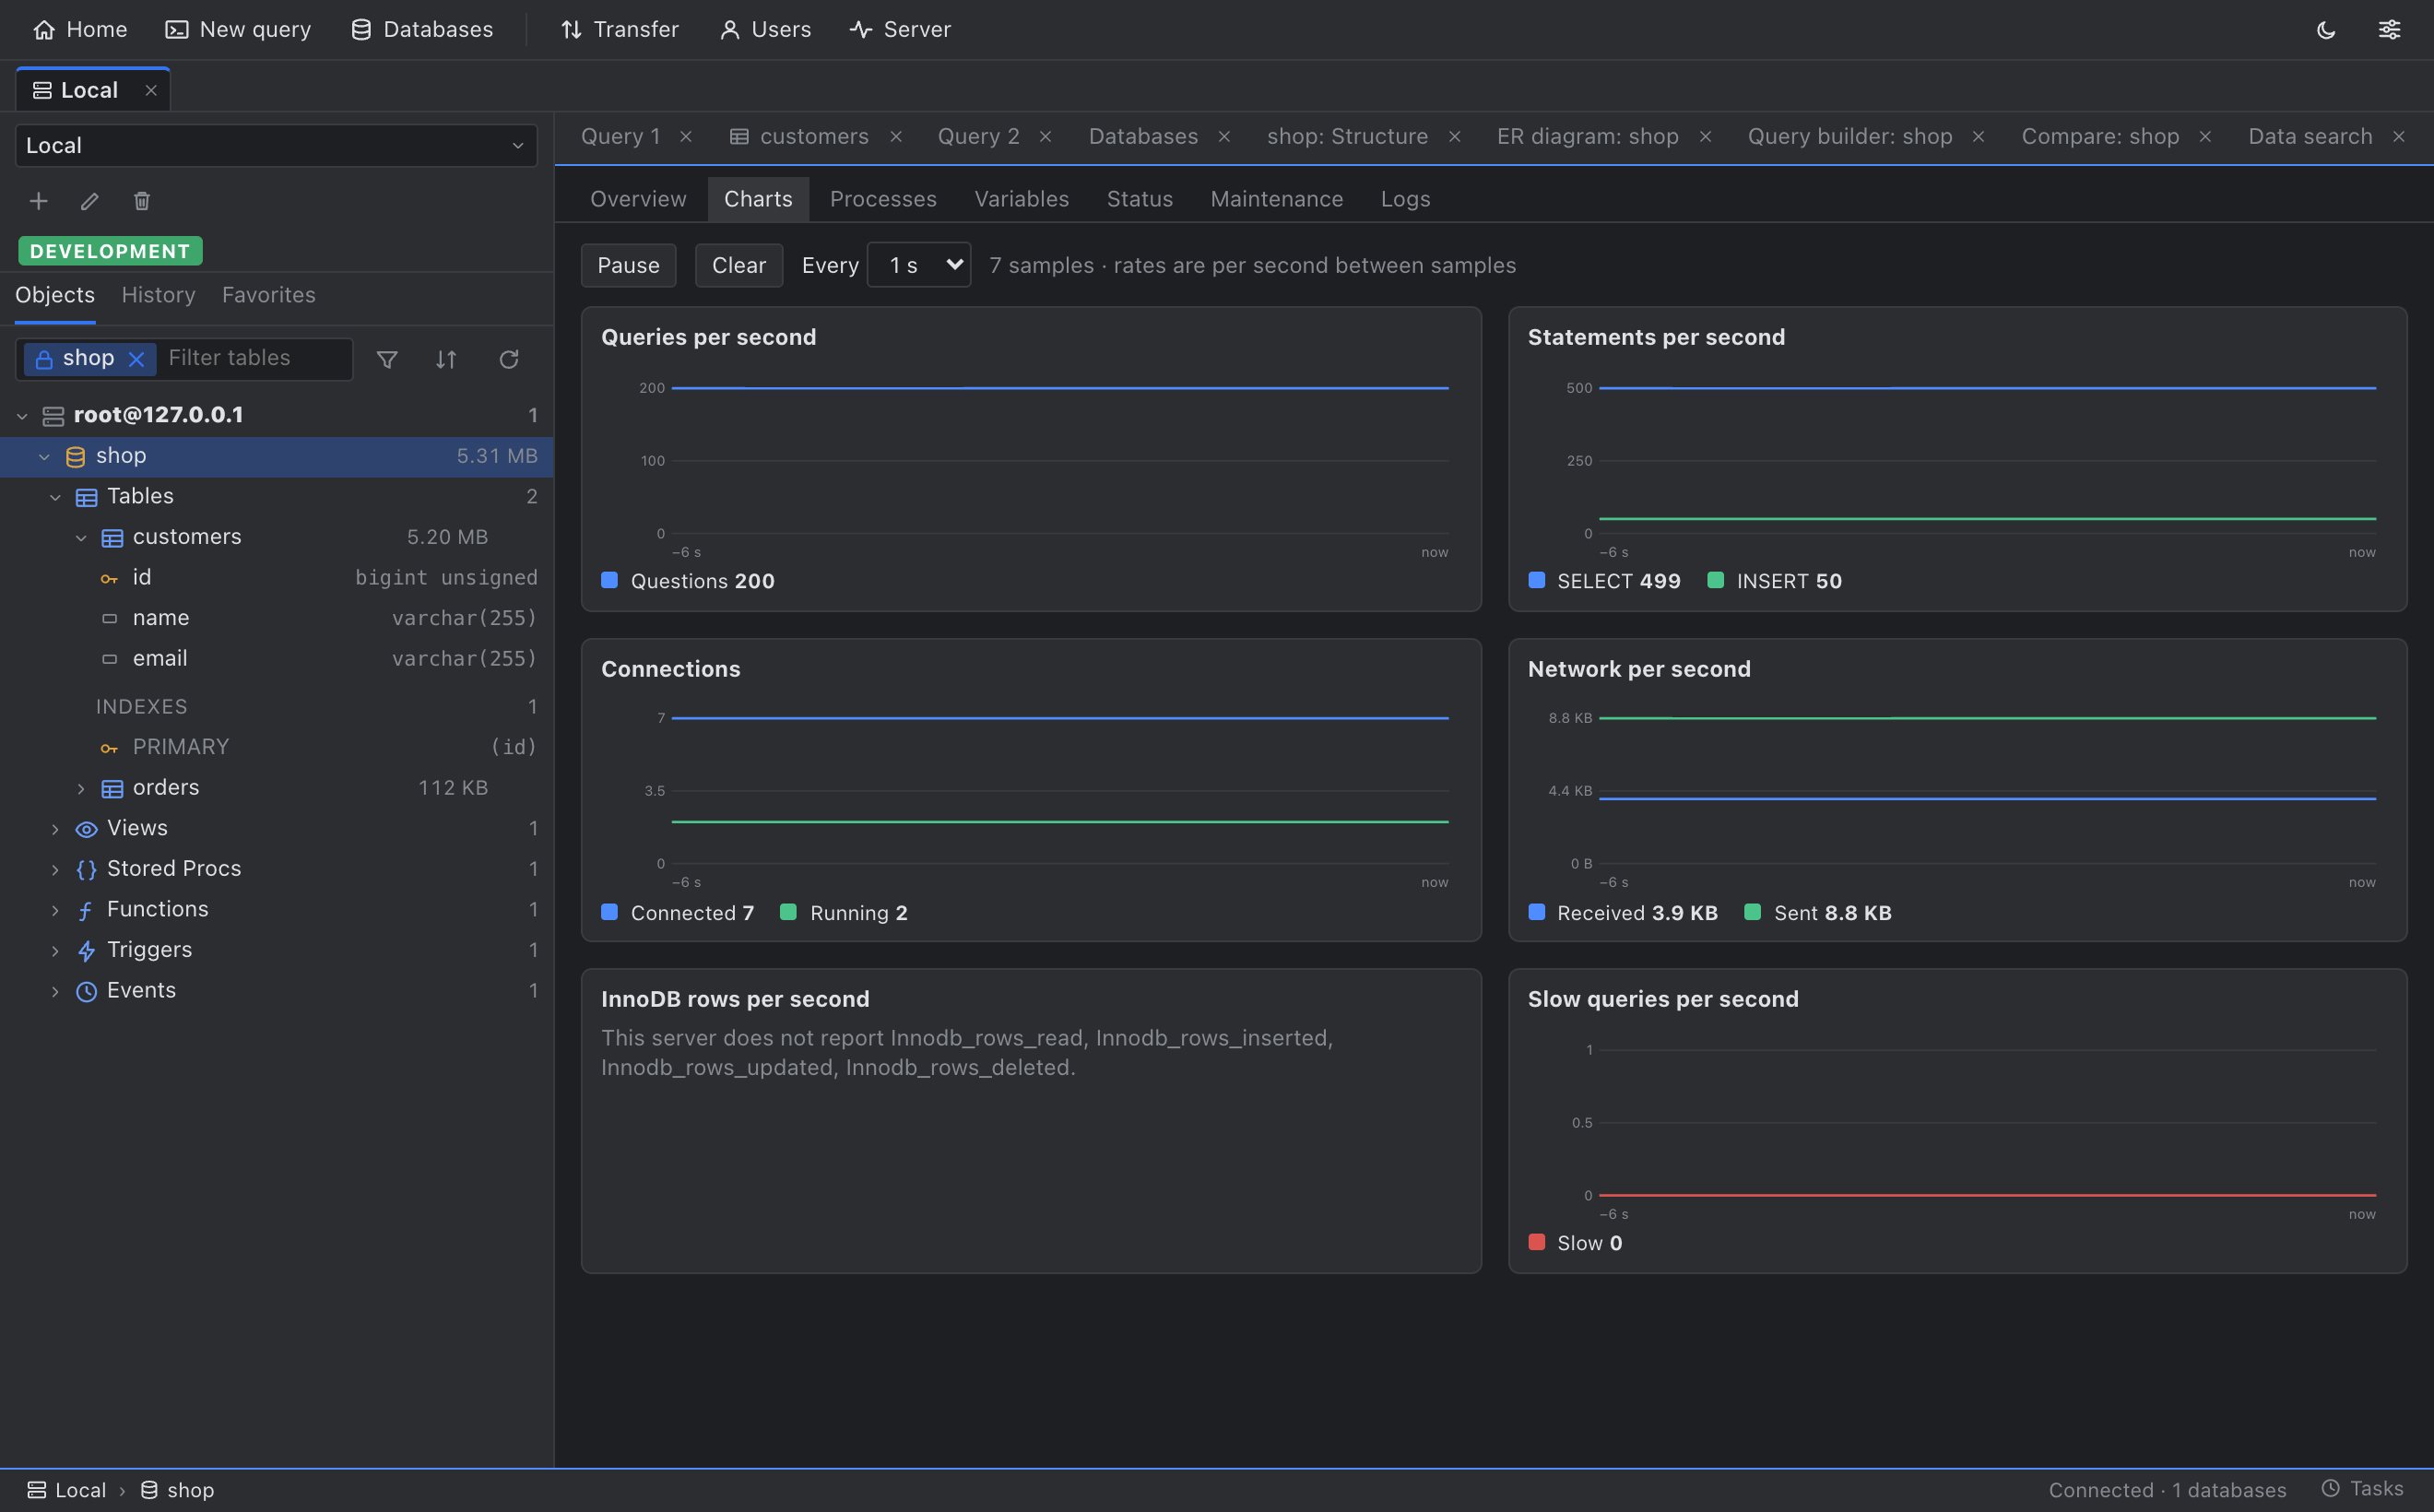 Home New query Databases Transfer Users Server
Local
Local
DEVELOPMENT
Objects History Favorites
shop Filter tables
root@127.0.0.1 1
shop 5.31 MB
Tables 2
customers 5.20 MB
id bigint unsigned
name varchar(255)
email varchar(255)
INDEXES 1
PRIMARY (id)
orders 112 KB
Views 1
Stored Procs 1
Functions 1
Triggers 1
Events 1
Query 1 customers Query 2 Databases shop: Structure ER diagram: shop Query builder: shop Compare: shop Data search
Overview Charts Processes Variables Status Maintenance Logs
Pause Clear Every 1 s 7 samples · rates are per second between samples
Queries per second
200
100
0
−6 s now
Questions 200
Statements per second
500
250
0
−6 s now
SELECT 499 INSERT 50
Connections
7
3.5
0
−6 s now
Connected 7 Running 2
Network per second
8.8 KB
4.4 KB
0 B
−6 s now
Received 3.9 KB Sent 8.8 KB
InnoDB rows per second
This server does not report Innodb_rows_read, Innodb_rows_inserted,
Innodb_rows_updated, Innodb_rows_deleted.
Slow queries per second
1
0.5
0
−6 s now
Slow 0
Local › shop
Connected · 1 databases Tasks